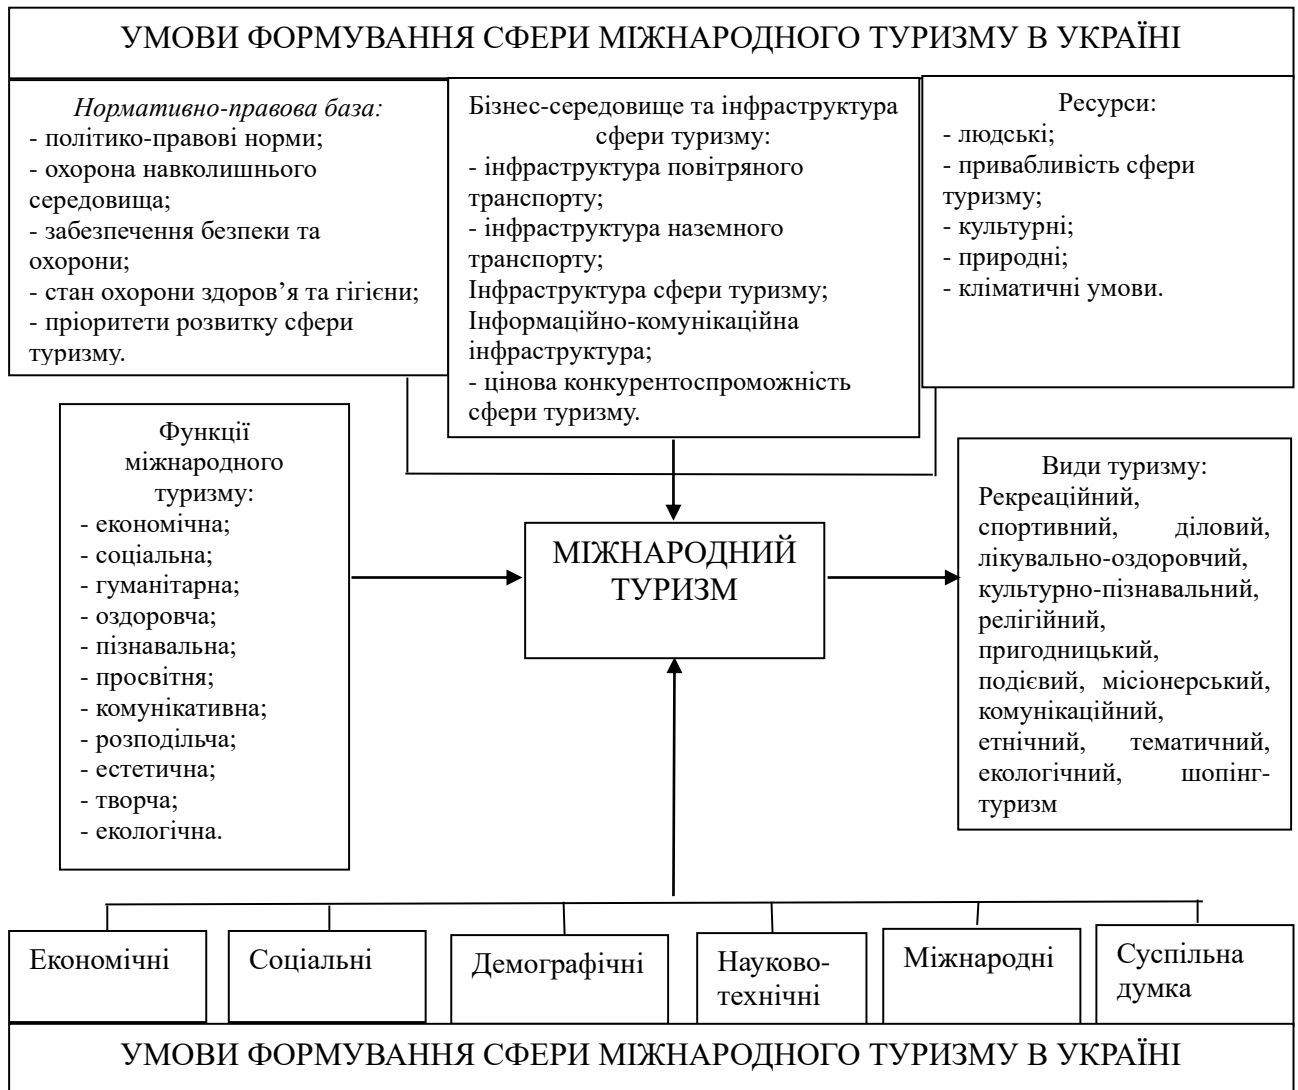 УМОВИ ФОРМУВАННЯ СФЕРИ МІЖНАРОДНОГО ТУРИЗМУ В УКРАЇНІ
Нормативно-правова база:
- політико-правові норми;
- охорона навколишнього
середовища;
- забезпечення безпеки та
охорони;
- стан охорони здоров’я та гігієни;
- пріоритети розвитку сфери
туризму.
Бізнес-середовище та інфраструктура
сфери туризму:
- інфраструктура повітряного
транспорту;
- інфраструктура наземного
транспорту;
Інфраструктура сфери туризму;
Інформаційно-комунікаційна
інфраструктура;
- цінова конкурентоспроможність
сфери туризму.
Ресурси:
- людські;
- привабливість сфери
туризму;
- культурні;
- природні;
- кліматичні умови.
Функції
міжнародного
туризму:
- економічна;
- соціальна;
- гуманітарна;
- оздоровча;
- пізнавальна;
- просвітня;
- комунікативна;
- розподільча;
- естетична;
- творча;
- екологічна.
МІЖНАРОДНИЙ
ТУРИЗМ
Види туризму:
Рекреаційний,
спортивний, діловий,
лікувально-оздоровчий,
культурно-пізнавальний,
релігійний,
пригодницький,
подієвий, місіонерський,
комунікаційний,
етнічний, тематичний,
екологічний, шопінг-
туризм
Економічні
Соціальні
Демографічні
Науково-
технічні
Міжнародні
Суспільна
думка
УМОВИ ФОРМУВАННЯ СФЕРИ МІЖНАРОДНОГО ТУРИЗМУ В УКРАЇНІ